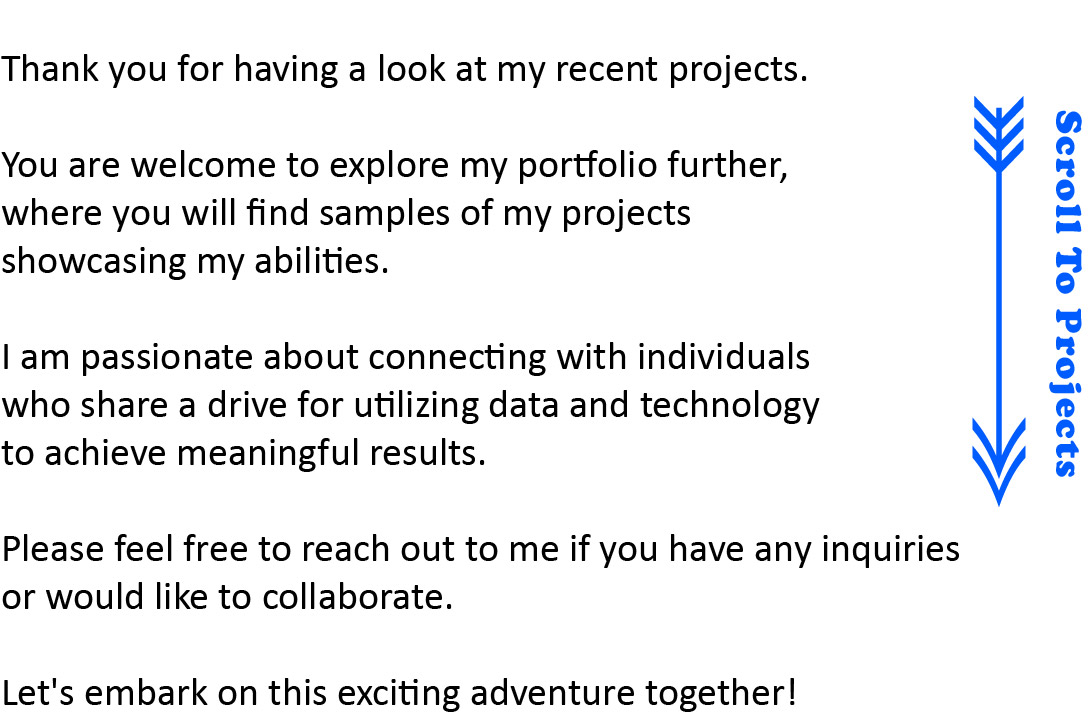 Thank you for having a look at my recent projects.
You are welcome to explore my portfolio further,
where you will find samples of my projects
showcasing my abilities.
I am passionate about connecting with individuals
who share a drive for utilizing data and technology
to achieve meaningful results.
Please feel free to reach out to me if you have any inquiries
or would like to collaborate.
Let's embark on this exciting adventure together!
Scroll To Projects